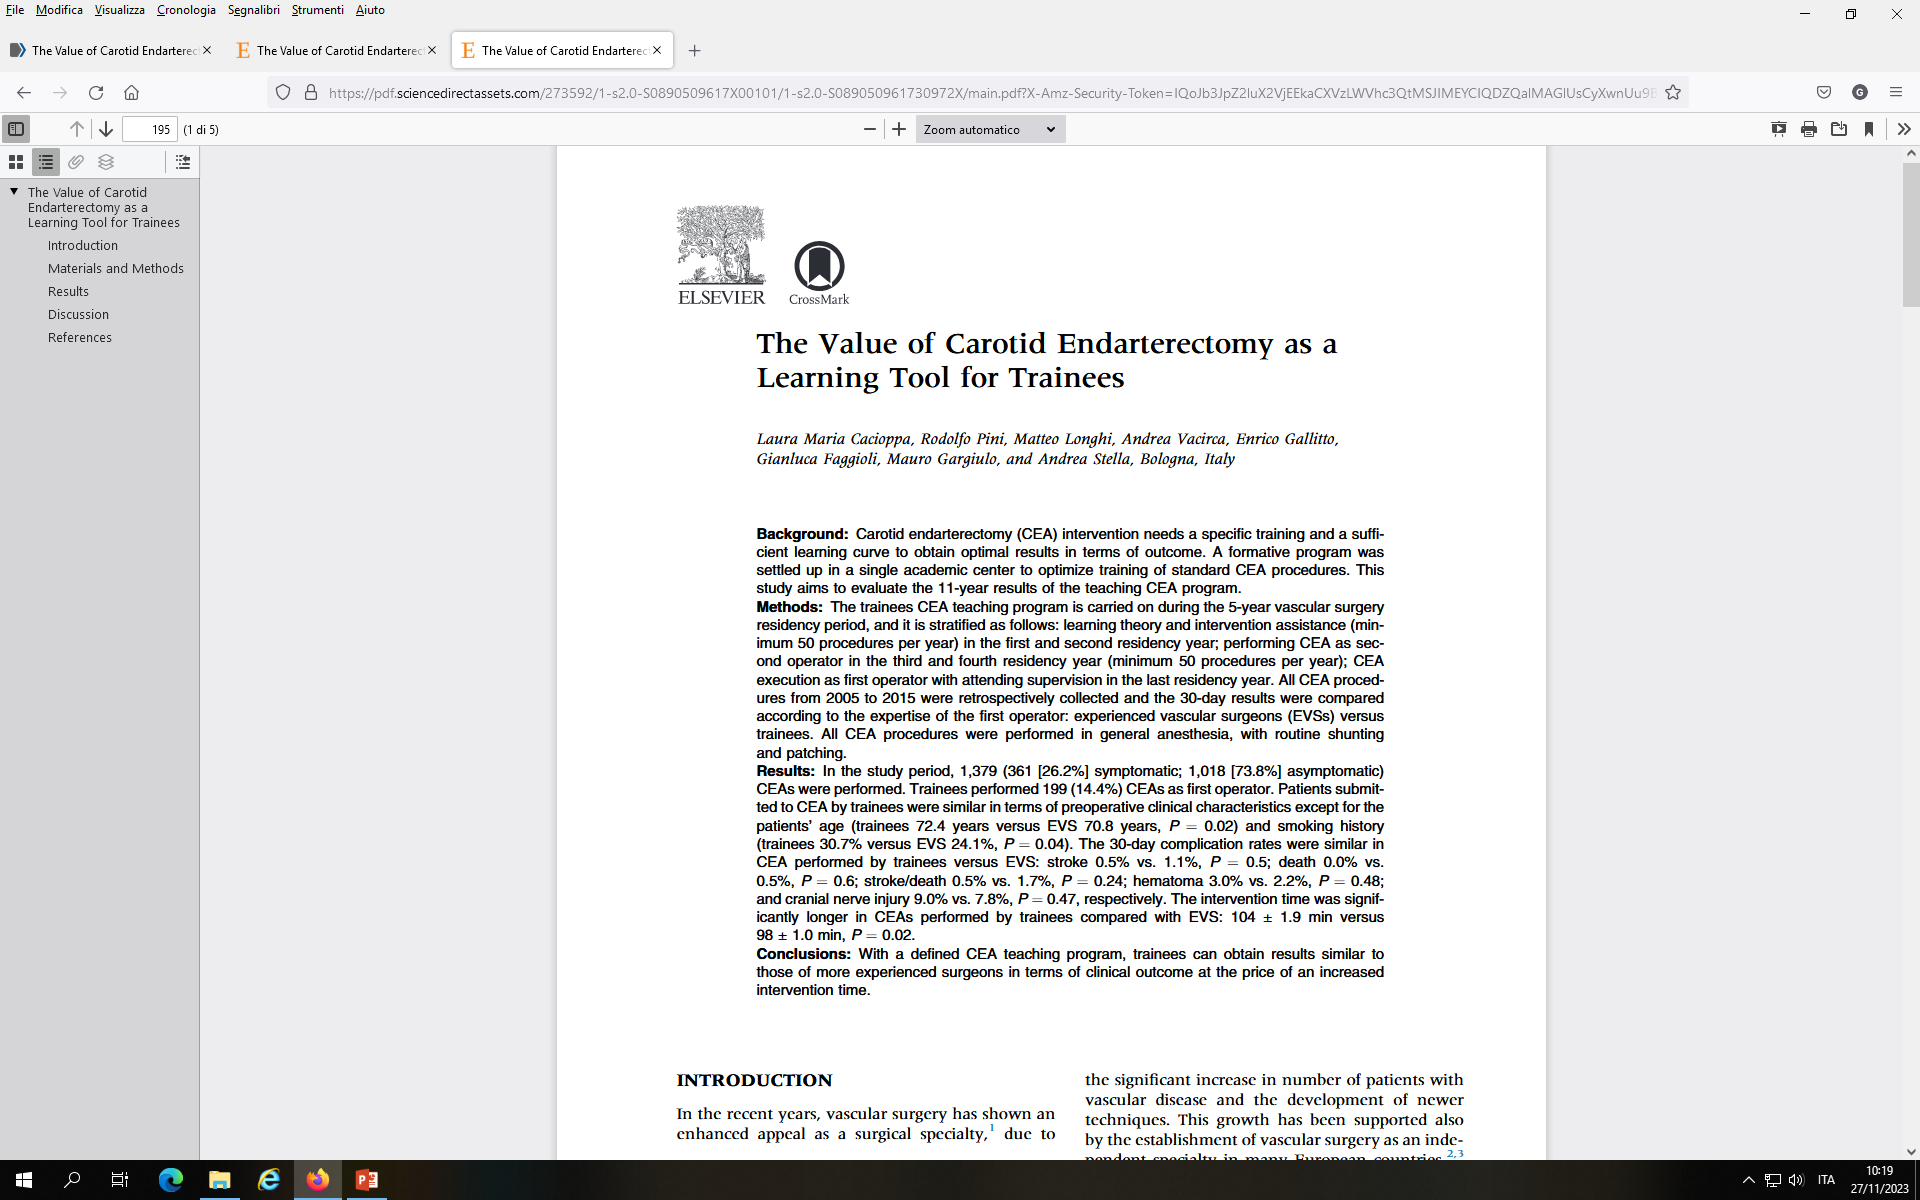 File Modifica Visualizza Cronologia Segnalibri Strumenti Aiuto
The Value of Carotid Endarterec
The Value of Carotid Endarterec
The Value of Carotid Endarterec
https://pdf.sciencedirectassets.com/273592/1-s2.0-S0890509617X00101/1-s2.0-S089050961730972X/main.pdf?X-Amz-Security-Token=
195 (1 di 5)
Zoom automatico
The Value of Carotid
Endarterectomy as a
Learning Tool for Trainees
Introduction
Materials and Methods
Results
Discussion
References
ELSEVIER
CrossMark
The Value of Carotid Endarterectomy as a
Learning Tool for Trainees
Laura Maria Cacioppa, Rodolfo Pini, Matteo Longhi, Andrea Vacirca, Enrico Gallitto,
Gianluca Faggioli, Mauro Gargiulo, and Andrea Stella, Bologna, Italy
Background: Carotid endarterectomy (CEA) intervention needs a specific training and a suffi-
cient learning curve to obtain optimal results in terms of outcome. A formative program was
settled up in a single academic center to optimize training of standard CEA procedures. This
study aims to evaluate the 11-year results of the teaching CEA program.
Methods: The trainees CEA teaching program is carried on during the 5-year vascular surgery
residency period, and it is stratified as follows: learning theory and intervention assistance (min-
imum 50 procedures per year) in the first and second residency year; performing CEA as sec-
ond operator in the third and fourth residency year (minimum 50 procedures per year); CEA
execution as first operator with attending supervision in the last residency year. All CEA proced-
ures from 2005 to 2015 were retrospectively collected and the 30-day results were compared
according to the expertise of the first operator: experienced vascular surgeons (EVSs) versus
trainees. All CEA procedures were performed in general anesthesia, with routine shunting
and patching.
Results: In the study period, 1,379 (361 [26.2%] symptomatic; 1,018 [73.8%] asymptomatic)
CEAs were performed. Trainees performed 199 (14.4%) CEAs as first operator. Patients submit-
ted to CEA by trainees were similar in terms of preoperative clinical characteristics except for the
patients' age (trainees 72.4 years versus EVS 70.8 years, P = 0.02) and smoking history
(trainees 30.7% versus EVS 24.1%, P = 0.04). The 30-day complication rates were similar in
CEA performed by trainees versus EVS: stroke 0.5% vs. 1.1%, P = 0.5; death 0.0% vs.
0.5%, P = 0.6; stroke/death 0.5% vs. 1.7%, P = 0.24; hematoma 3.0% vs. 2.2%, P = 0.48;
and cranial nerve injury 9.0% vs. 7.8%, P = 0.47, respectively. The intervention time was signif-
icantly longer in CEAs performed by trainees compared with EVS: 104 ± 1.9 min versus
98 ± 1.0 min, P = 0.02.
Conclusions: With a defined CEA teaching program, trainees can obtain results similar to
those of more experienced surgeons in terms of clinical outcome at the price of an increased
intervention time.
INTRODUCTION
In the recent years, vascular surgery has shown an
enhanced appeal as a surgical specialty,1 due to
the significant increase in number of patients with
vascular disease and the development of newer
techniques. This growth has been supported also
by the establishment of vascular surgery as an inde-
pendent specialty in many European countries.2,3
ITA
10:19
27/11/2023